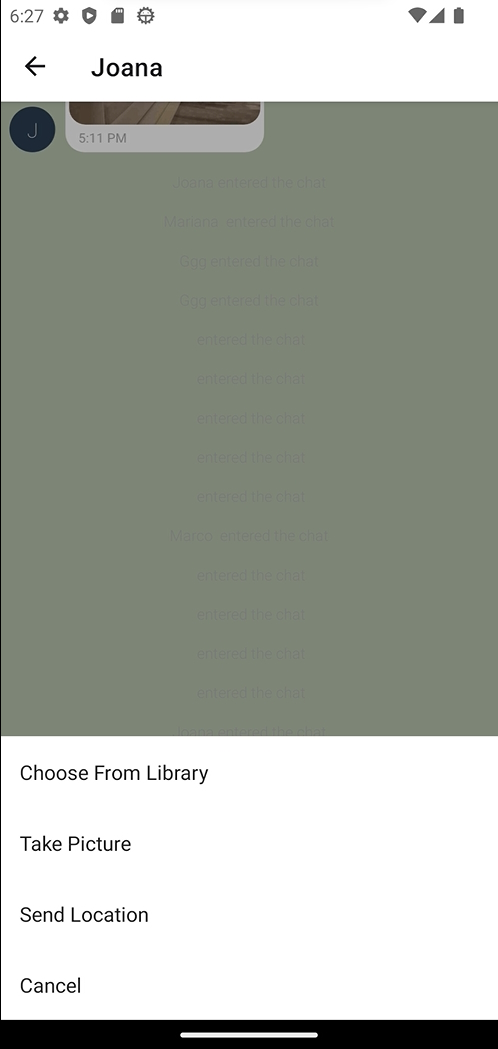 6:27
Joana
J
5:11 PM
Joana entered the chat
Mariana entered the chat
Ggg entered the chat
Ggg entered the chat
entered the chat
entered the chat
entered the chat
entered the chat
entered the chat
Marco entered the chat
entered the chat
entered the chat
entered the chat
entered the chat
entered the chat
Choose From Library
Take Picture
Send Location
Cancel